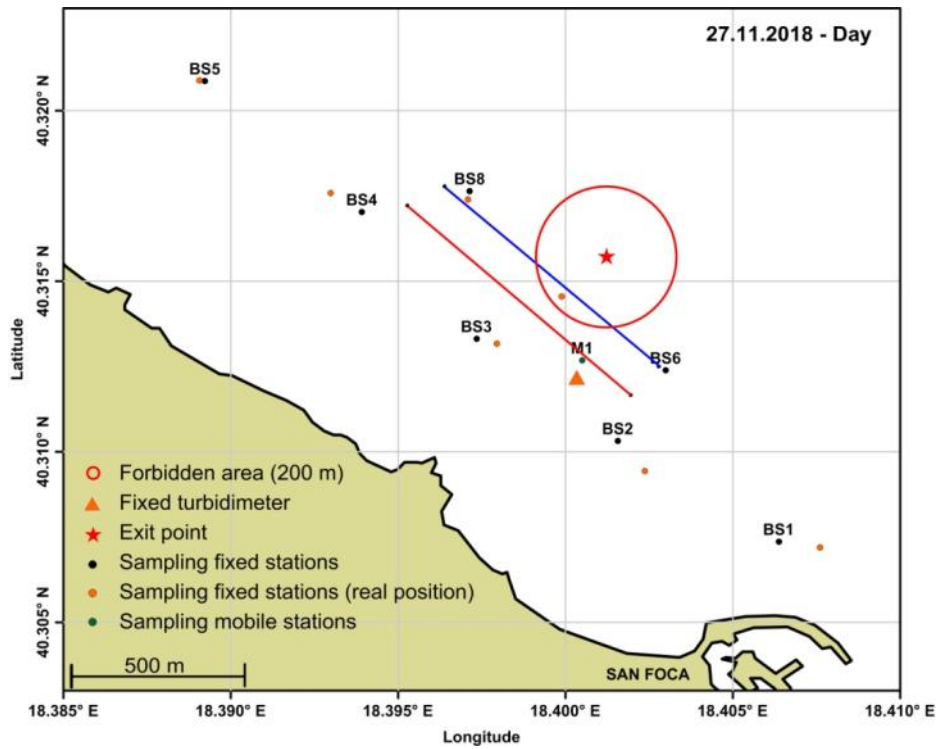 27.11.2018 - Day
BS5
BS8
BS4
BS3
M1
BS6
BS2
BS1
Forbidden area (200 m)
Fixed turbidimeter
Exit point
Sampling fixed stations
Sampling fixed stations (real position)
Sampling mobile stations
500 m
SAN FOCA
Latitude
40.320° N
40.315° N
40.310° N
40.305° N
18.385° E
18.390° E
18.395° E
18.400° E
18.405° E
18.410° E
Longitude